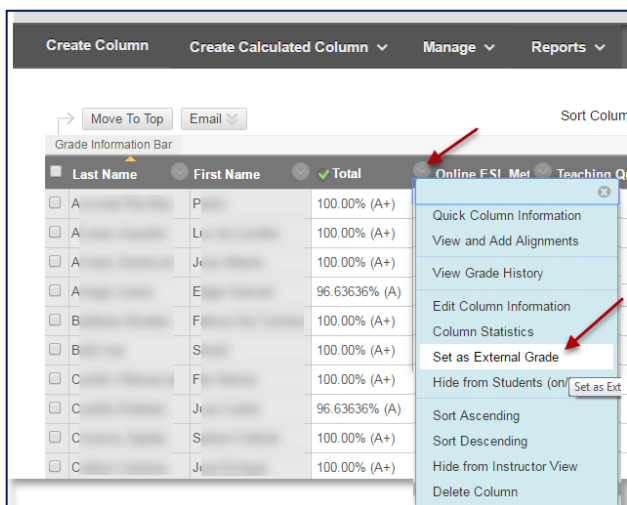 Create Column Create Calculated Column Manage Reports
Move To Top Email Sort Colum
Grade Information Bar
Last Name First Name Total Online ESL Met Teaching Qu
A P 100.00% (A+)
A Lu 100.00% (A+)
A J 100.00% (A+)
A E 96.63636% (A)
B F 100.00% (A+)
B S 100.00% (A+)
C F 100.00% (A+)
C Ju 96.63636% (A)
C S 100.00% (A+)
C Jo 100.00% (A+)
Quick Column Information
View and Add Alignments
View Grade History
Edit Column Information
Column Statistics
Set as External Grade
Hide from Students (on/
Set as Ext
Sort Ascending
Sort Descending
Hide from Instructor View
Delete Column